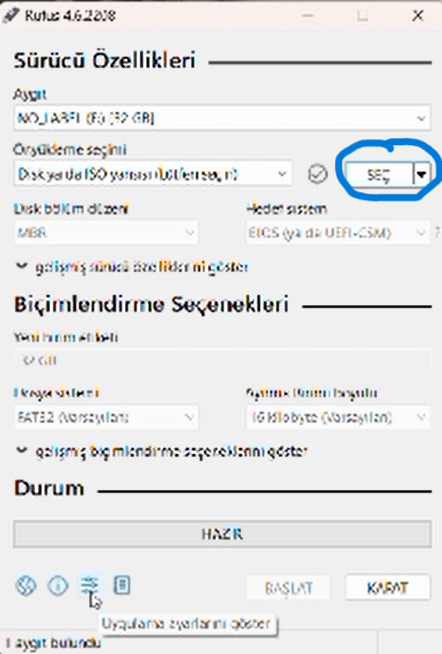 Rufus 4.6.2208
Sürücü Özellikleri
Aygıt
NO_LABEL (F:) [32 GB]
Önyükleme seçimi
Disk ya da ISO yansısı (Lütfen seçin)
SEÇ
Disk bölüm düzeni
Hedef sistem
MBR
BIOS (ya da UEFI-CSM)
?
gelişmiş sürücü özelliklerini göster
Biçimlendirme Seçenekleri
Yeni birim etiketi
32 GB
Dosya sistemi
Ayırma birimi boyutu
FAT32 (Varsayılan)
16 kilobyte (Varsayılan)
gelişmiş biçimlendirme seçeneklerini göster
Durum
HAZIR
BAŞLAT
KAPAT
Uygulama ayarlarını göster
1 aygıt bulundu